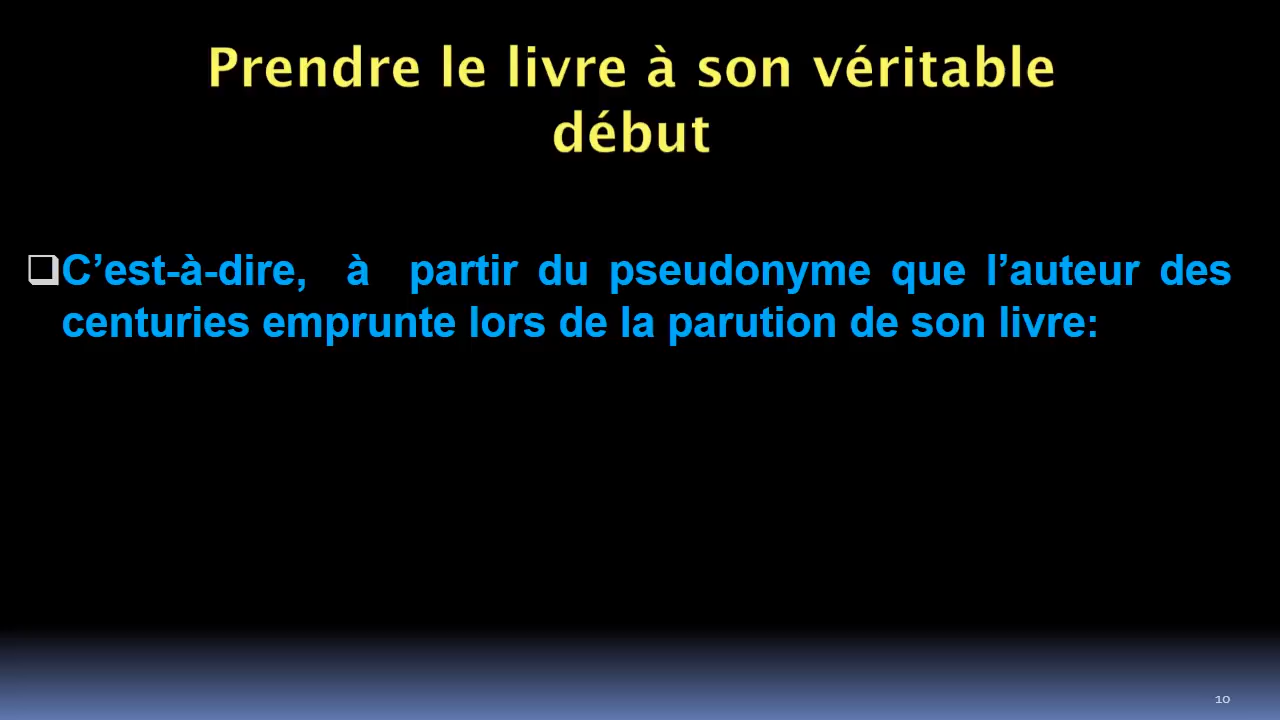 Prendre le livre à son véritable
début
❑C’est-à-dire, à partir du pseudonyme que l’auteur des
centuries emprunte lors de la parution de son livre:
10